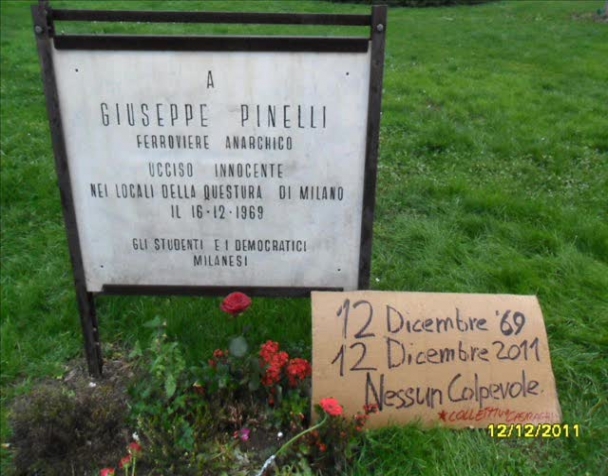 A
GIUSEPPE PINELLI
FERROVIERE ANARCHICO
UCCISO INNOCENTE
NEI LOCALI DELLA QUESTURA DI MILANO
IL 16-12-1969
GLI STUDENTI E I DEMOCRATICI
MILANESI
12 Dicembre '69
12 Dicembre 2011
Nessun Colpevole.
12/12/2011